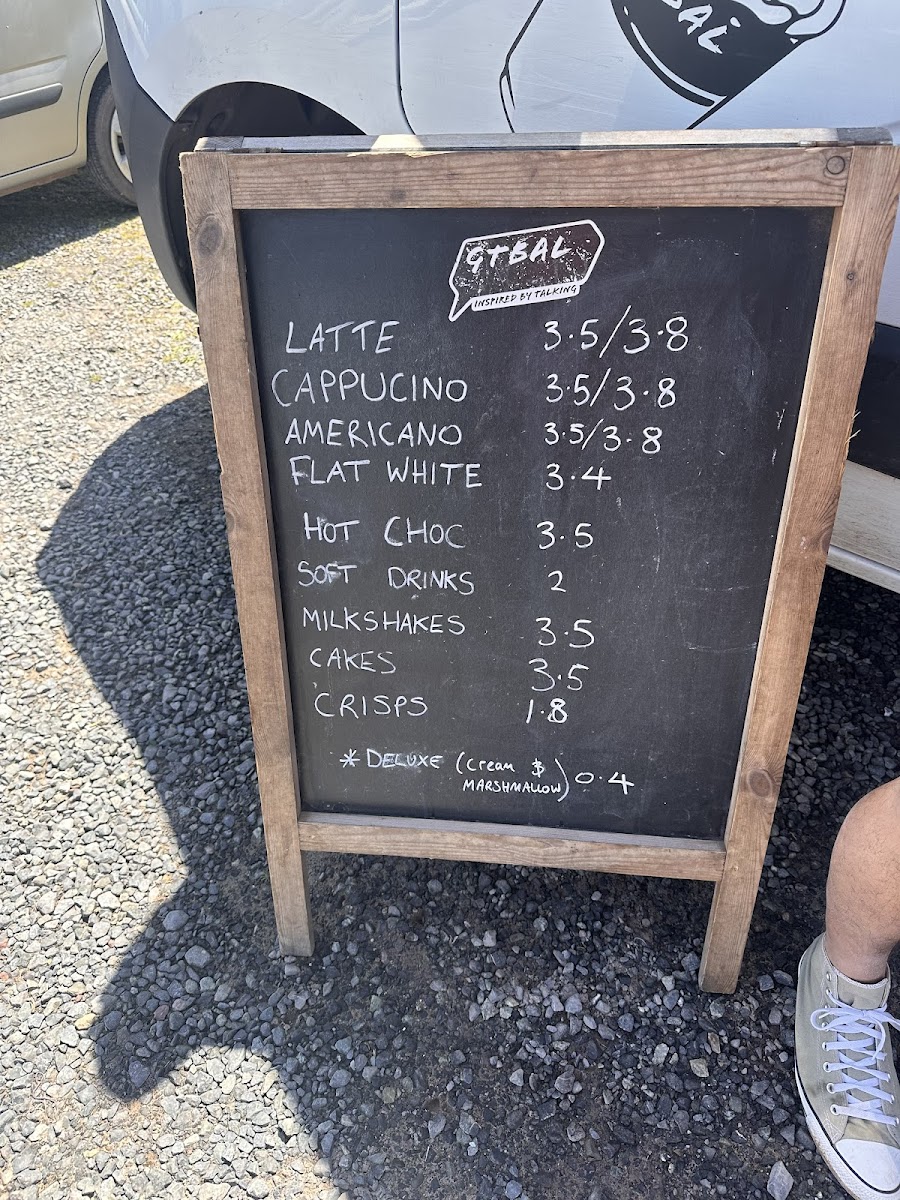 BAL
GTBAL
INSPIRED BY TALKING
LATTE 3.5/3.8
CAPPUCINO 3.5/3.8
AMERICANO 3.5/3.8
FLAT WHITE 3.4
HOT CHOC 3.5
SOFT DRINKS 2
MILKSHAKES 3.5
CAKES 3.5
CRISPS 1.8
* DELUXE (Cream $ MARSHMALLOW) 0.4